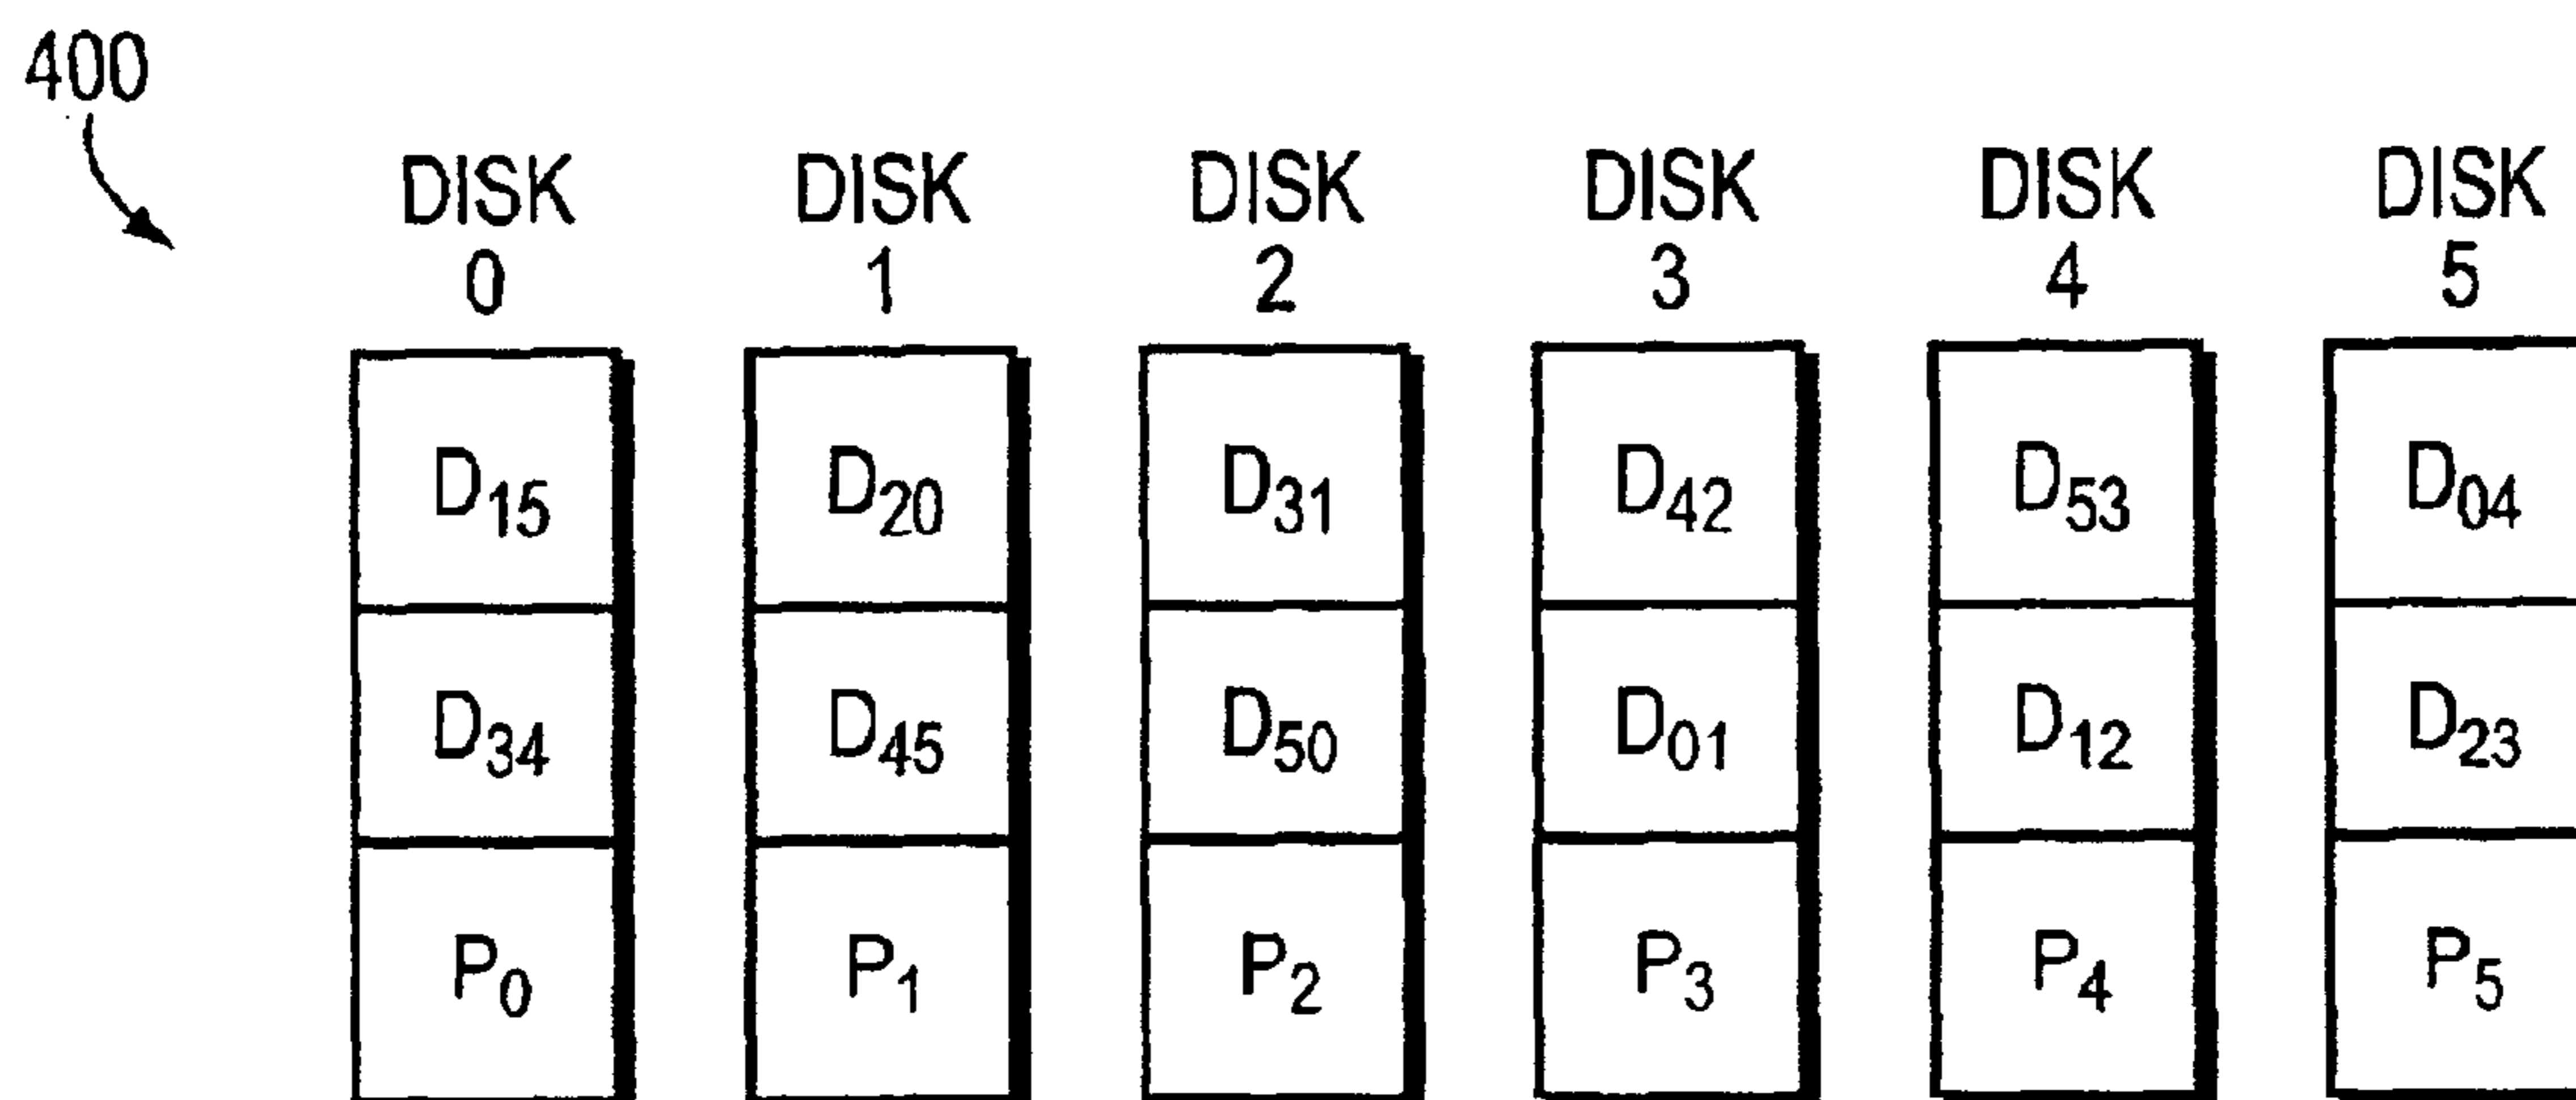 400
DISK DISK DISK DISK DISK DISK
0 1 2 3 4 5
D15 D20 D31 D42 D53 D04
D34 D45 D50 D01 D12 D23
P0 P1 P2 P3 P4 P5